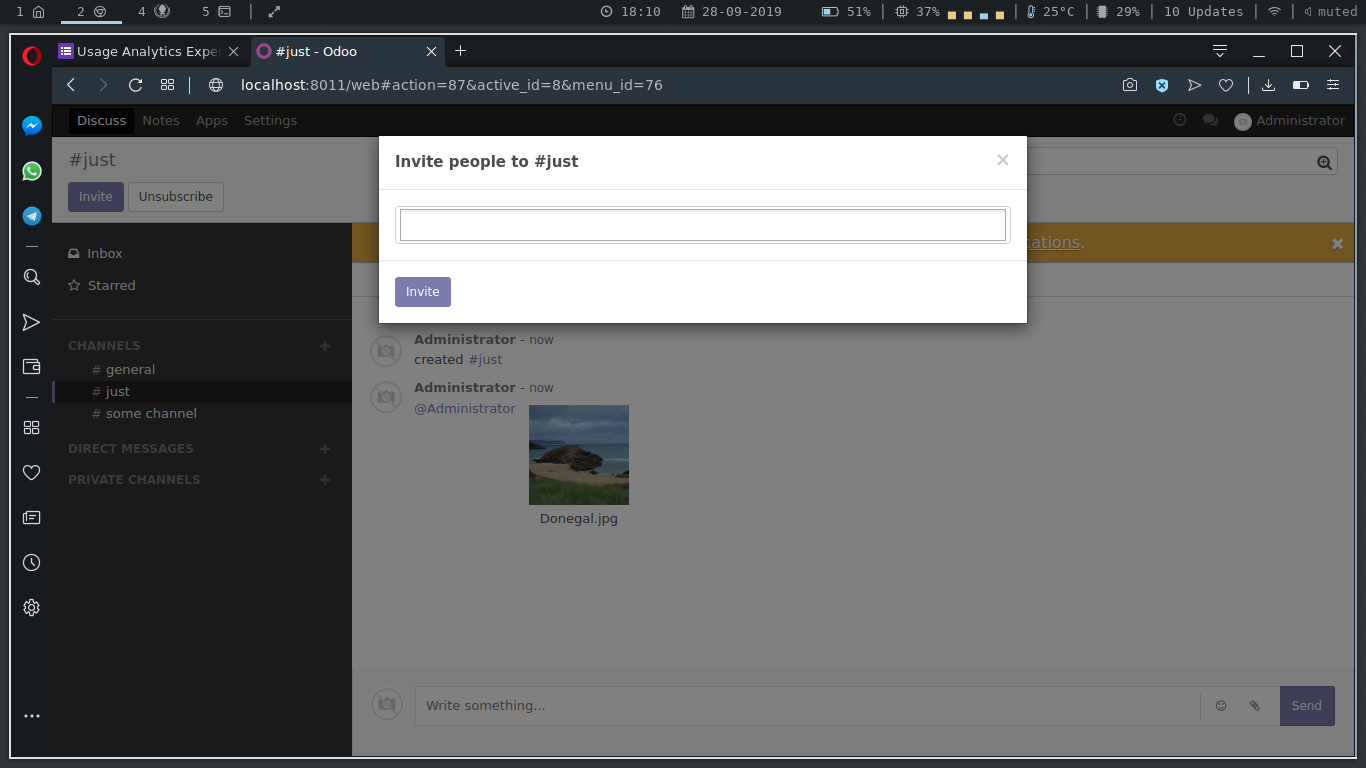 1 2 4 5 18:10 28-09-2019 51% 37% 25°C 29% 10 Updates muted
Usage Analytics Expe #just - Odoo
localhost:8011/web#action=87&active_id=8&menu_id=76
Discuss Notes Apps Settings Administrator
#just
Invite Unsubscribe
Invite people to #just
×
Invite
ations.
Inbox
Starred
CHANNELS
# general
# just
# some channel
DIRECT MESSAGES
PRIVATE CHANNELS
Administrator - now
created #just
Administrator - now
@Administrator
Donegal.jpg
Write something...
Send